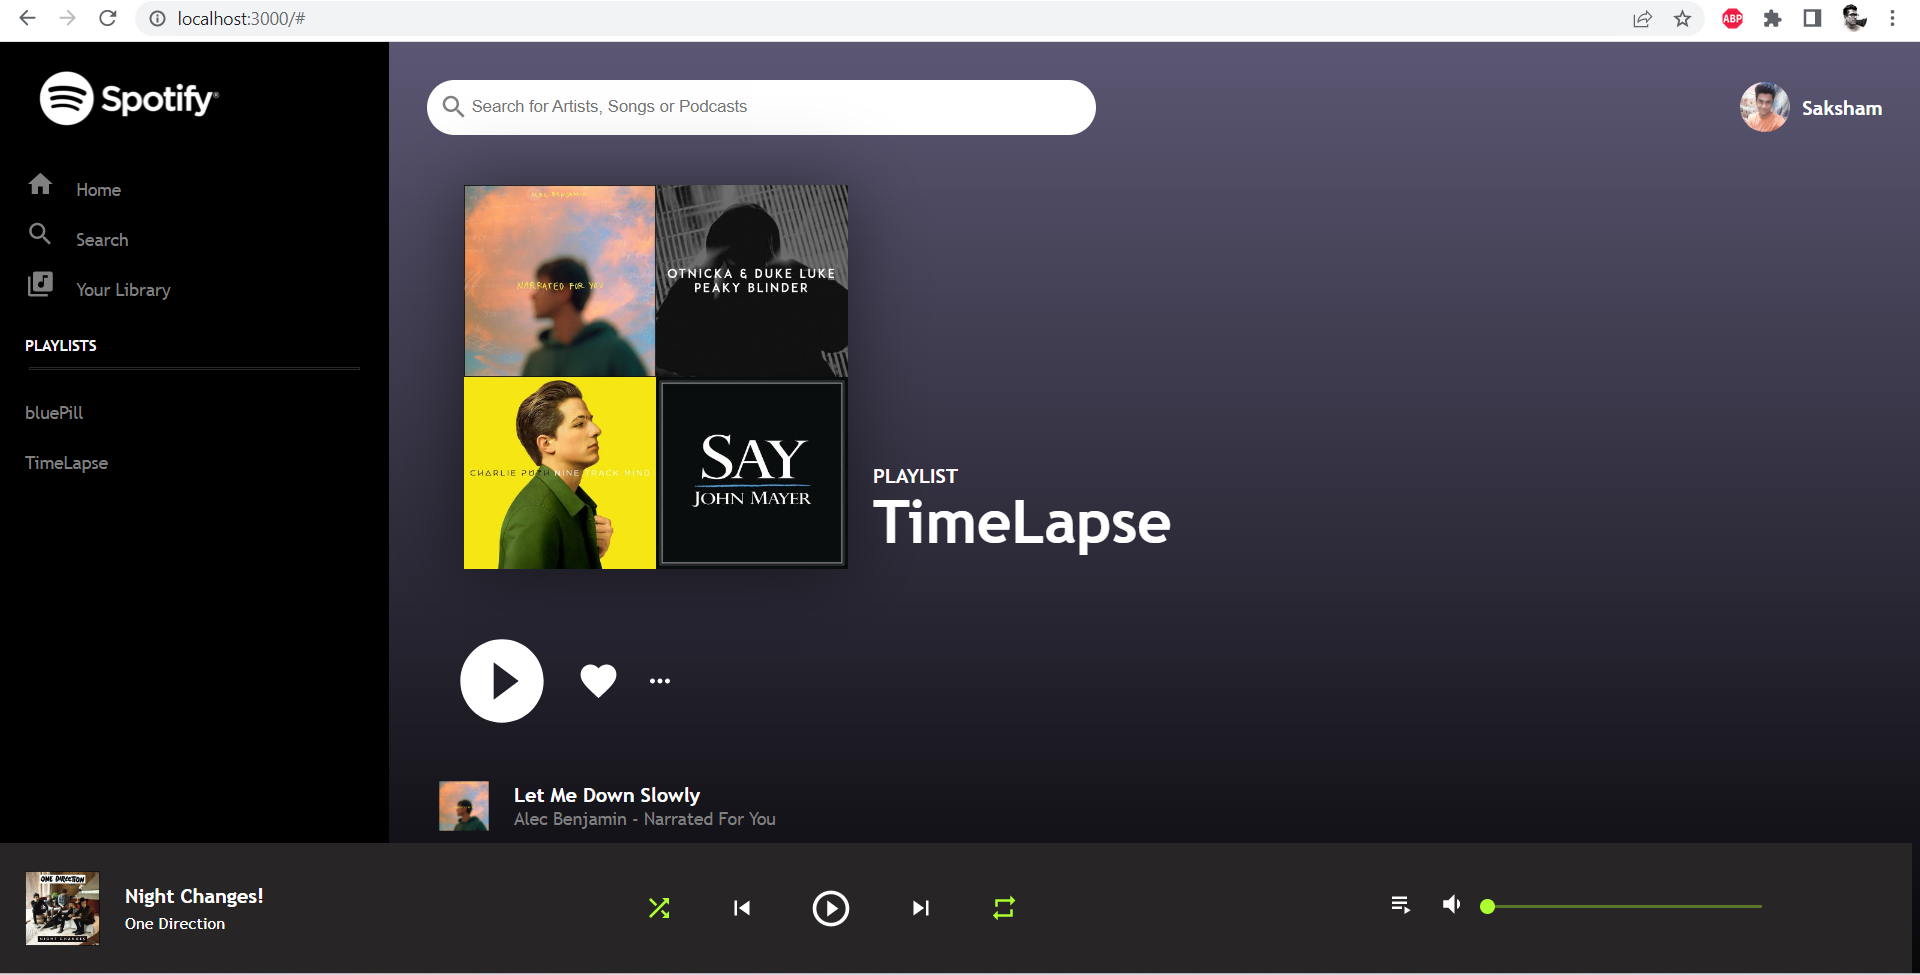 localhost:3000/#
ABP
Spotify®
Search for Artists, Songs or Podcasts
Saksham
Home
Search
Your Library
PLAYLISTS
bluePill
TimeLapse
NARRATED FOR YOU
OTNICKA & DUKE LUKE
PEAKY BLINDER
CHARLIE PUTH NINE TRACK MIND
SAY
JOHN MAYER
PLAYLIST
TimeLapse
Let Me Down Slowly
Alec Benjamin - Narrated For You
ONE DIRECTION
NIGHT CHANGES
Night Changes!
One Direction